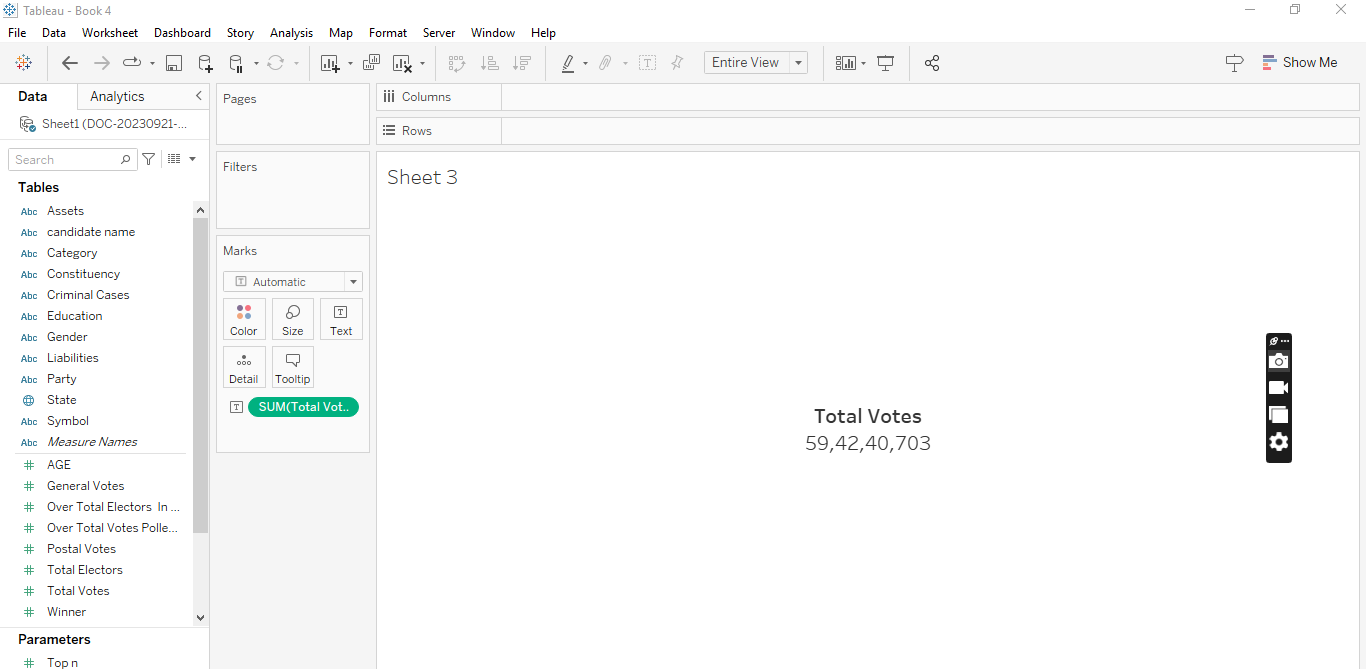 Tableau - Book 4
File Data Worksheet Dashboard Story Analysis Map Format Server Window Help
Entire View
Show Me
Data Analytics
Sheet1 (DOC-20230921-...
Search
Tables
Abc Assets
Abc candidate name
Abc Category
Abc Constituency
Abc Criminal Cases
Abc Education
Abc Gender
Abc Liabilities
Abc Party
State
Abc Symbol
Abc Measure Names
# AGE
# General Votes
# Over Total Electors In ...
# Over Total Votes Polle...
# Postal Votes
# Total Electors
# Total Votes
# Winner
Parameters
# Top n
Pages
Filters
Marks
T Automatic
Color Size Text
Detail Tooltip
T SUM(Total Vot..
Columns
Rows
Sheet 3
Total Votes
59,42,40,703